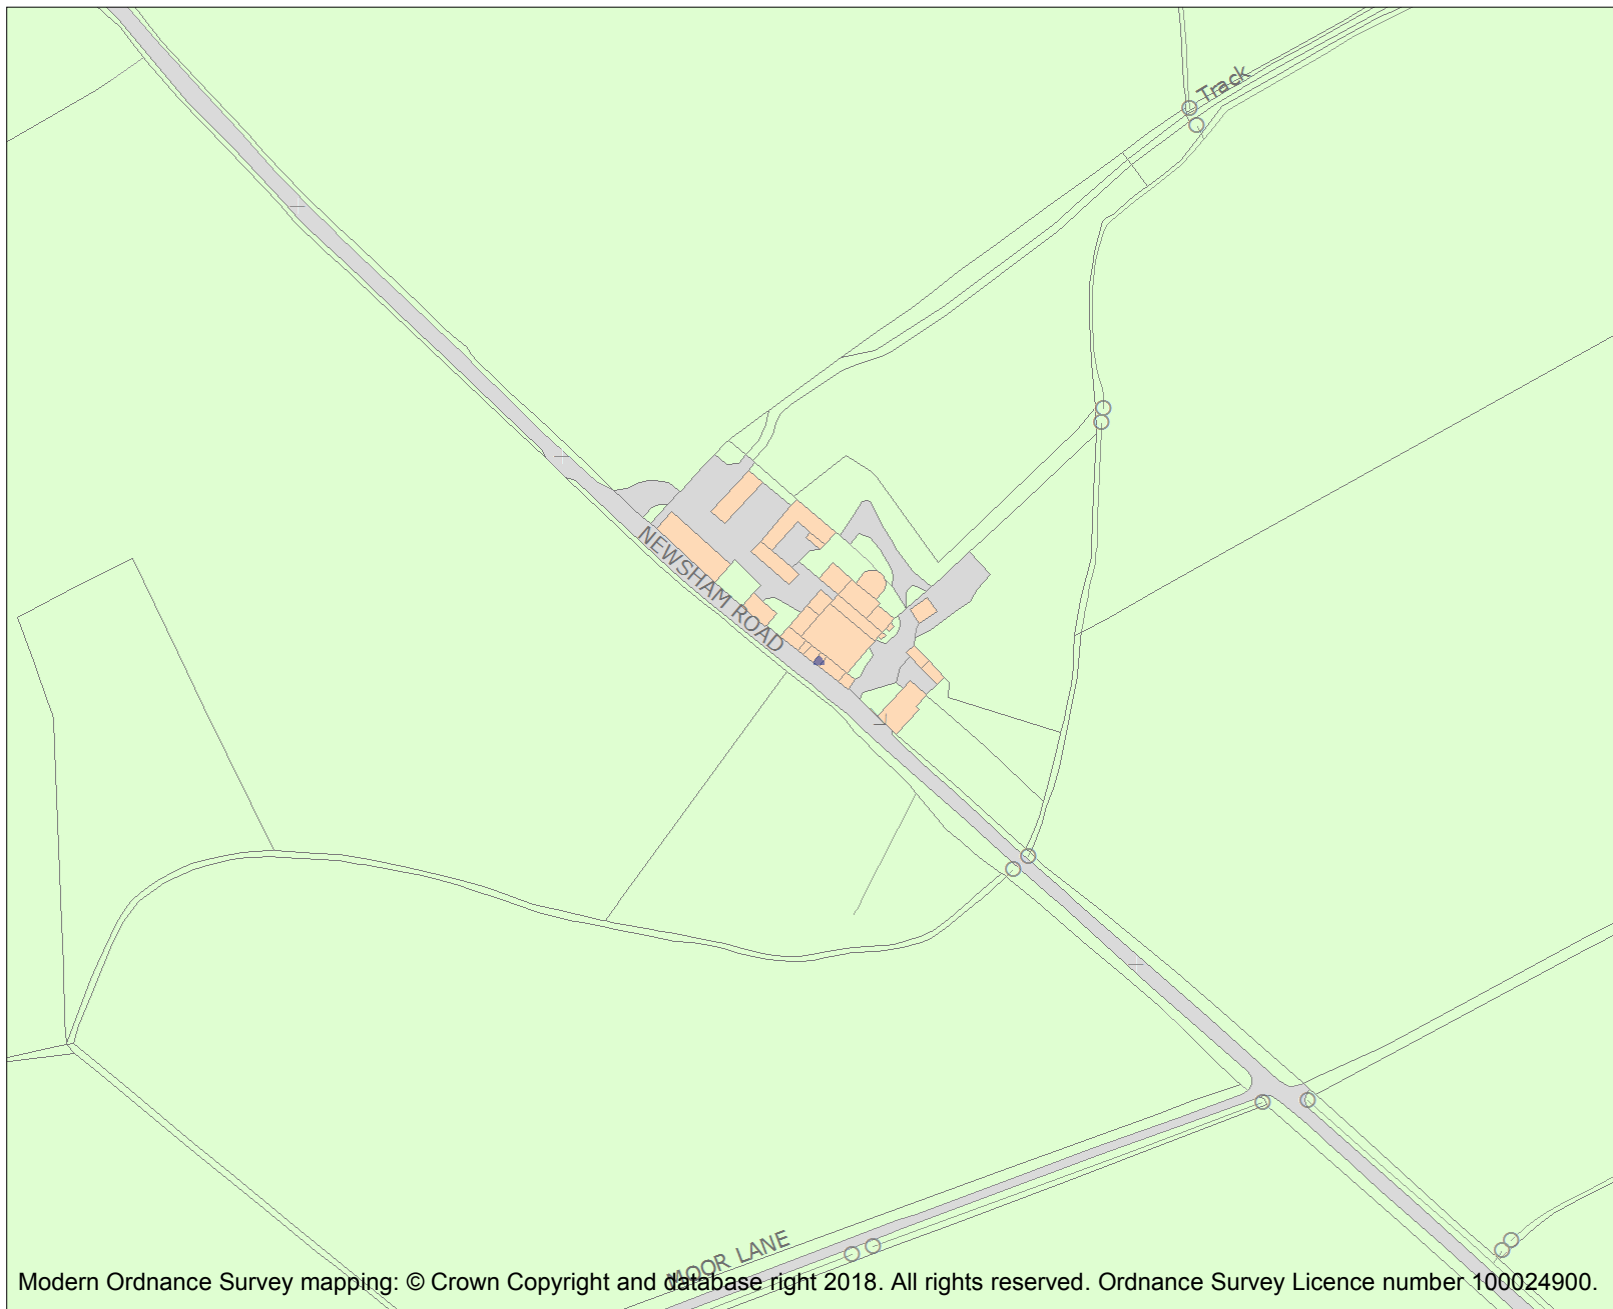 Track
NEWSHAM ROAD
MOOR LANE
Modern Ordnance Survey mapping: © Crown Copyright and database right 2018. All rights reserved. Ordnance Survey Licence number 100024900.